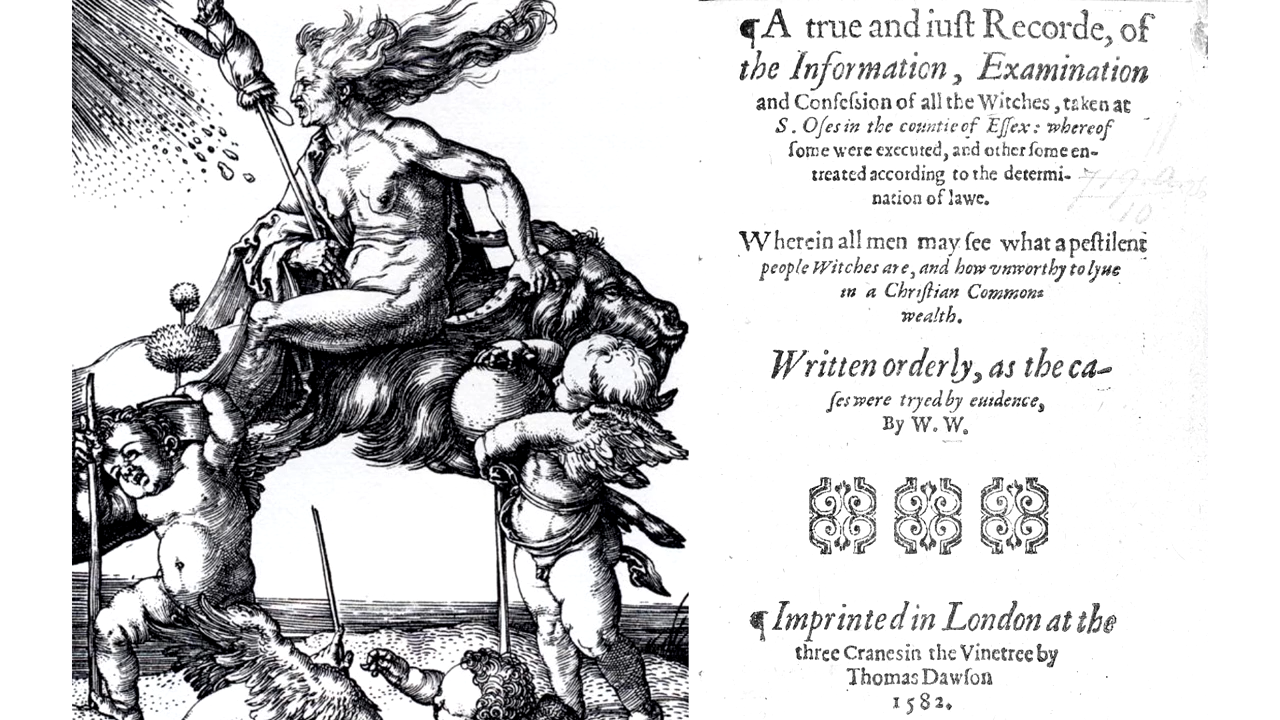 ¶A true and iuſt Recorde, of
the Information, Examination
and Confeſsion of all the Witches, taken at
S. Oſes in the countie of Eſſex: whereof
ſome were executed, and other ſome en-
treated according to the determi-
nation of lawe.
Wherein all men may ſee what a peſtilent
people Witches are, and how vnworthy to lyue
in a Chriſtian Common=
wealth.
Written orderly, as the ca-
ſes were tryed by euidence,
By W. W.
¶Imprinted in London at the
three Cranes in the Vinetree by
Thomas Dawſon
1582.